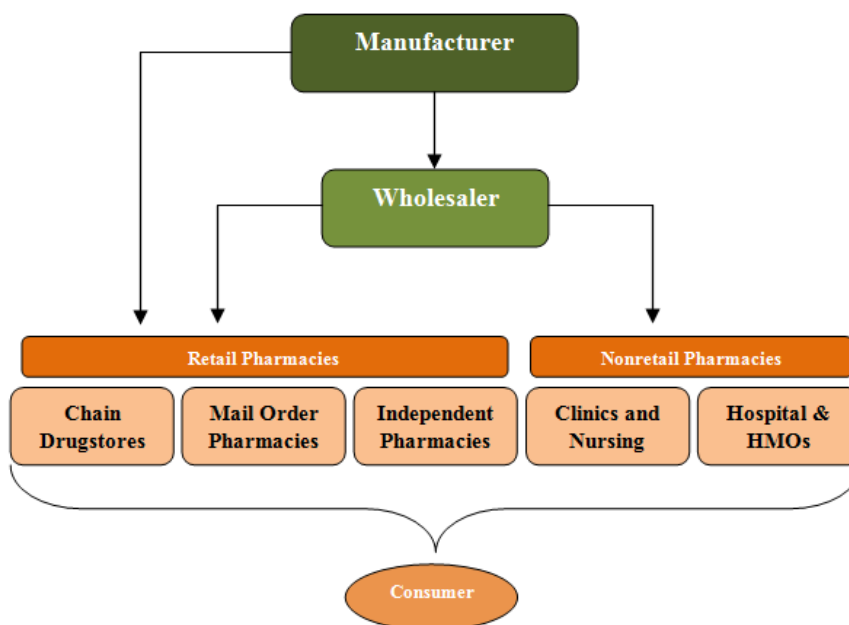 Manufacturer
Wholesaler
Retail Pharmacies
Nonretail Pharmacies
Chain
Drugstores
Mail Order
Pharmacies
Independent
Pharmacies
Clinics and
Nursing
Hospital &
HMOs
Consumer